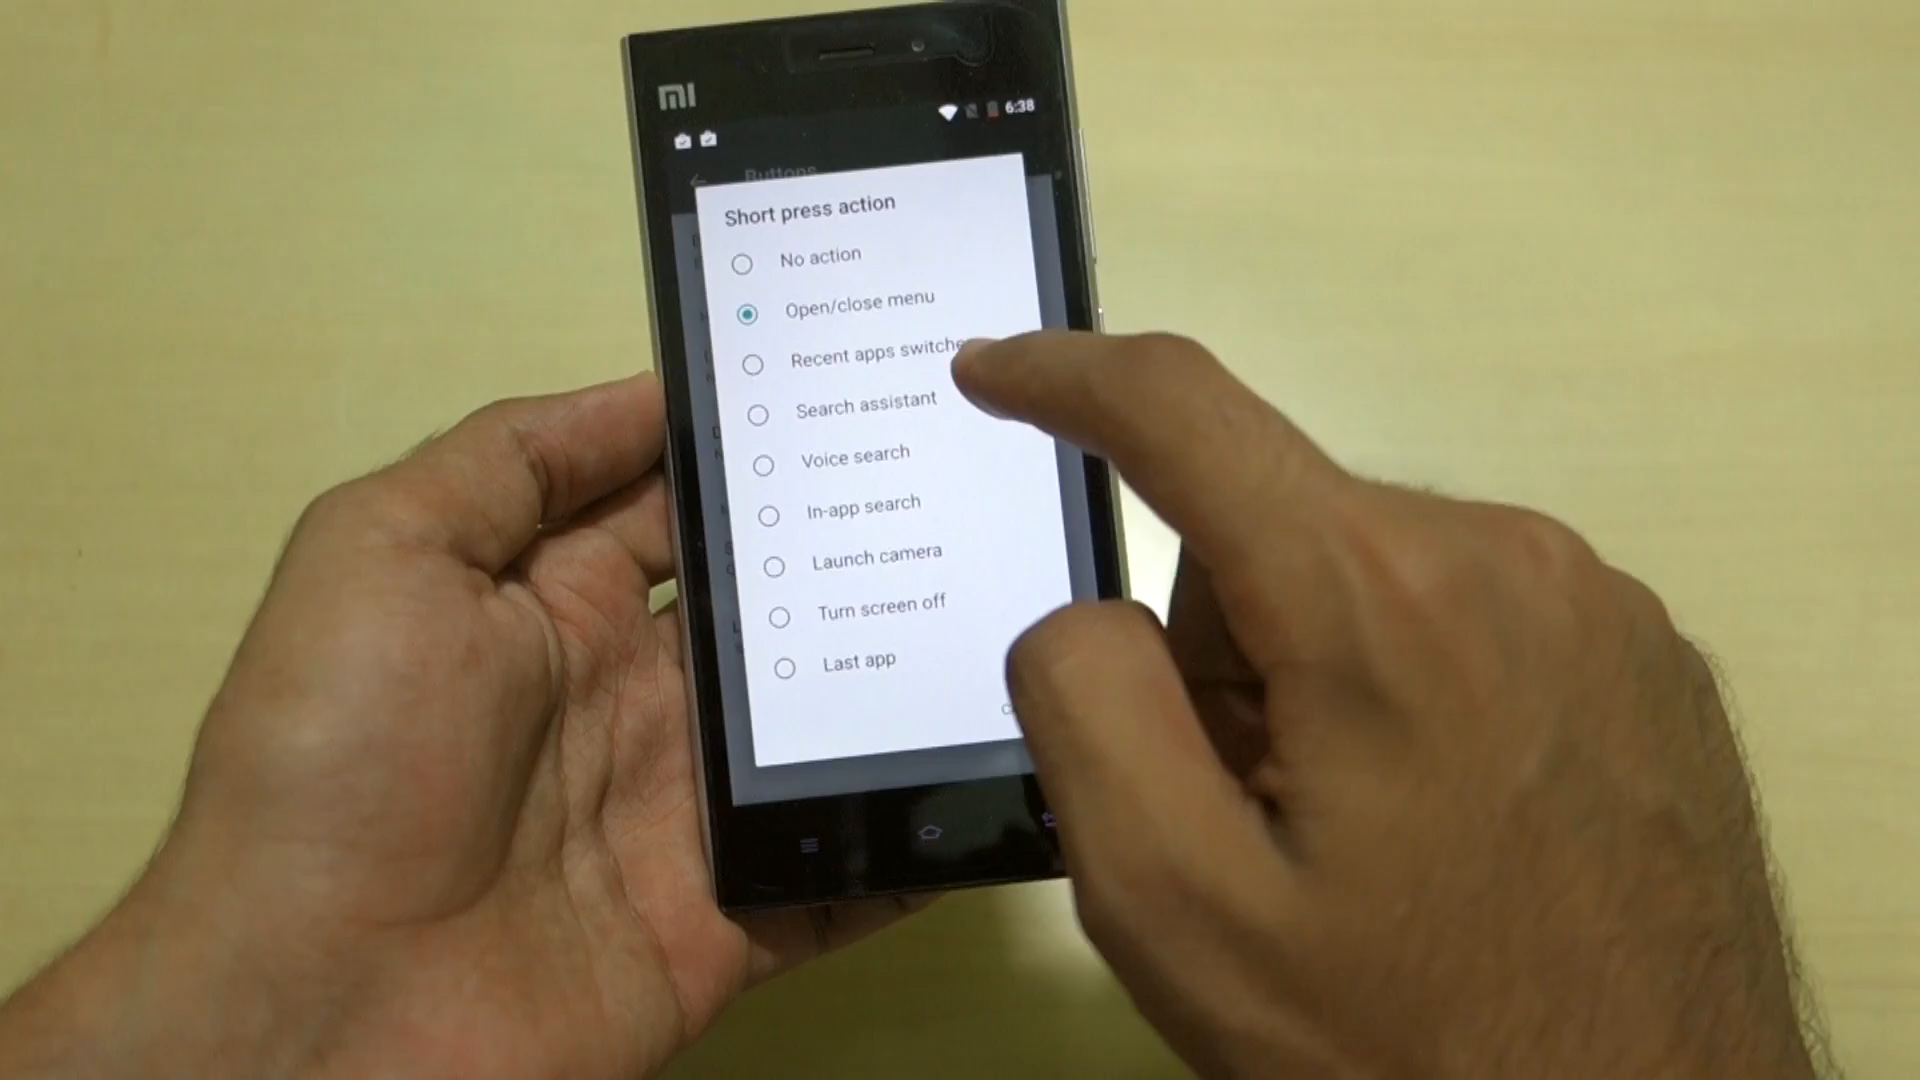 MI
6:38
Buttons
Short press action
No action
Open/close menu
Recent apps switche
Search assistant
Voice search
In-app search
Launch camera
Turn screen off
Last app